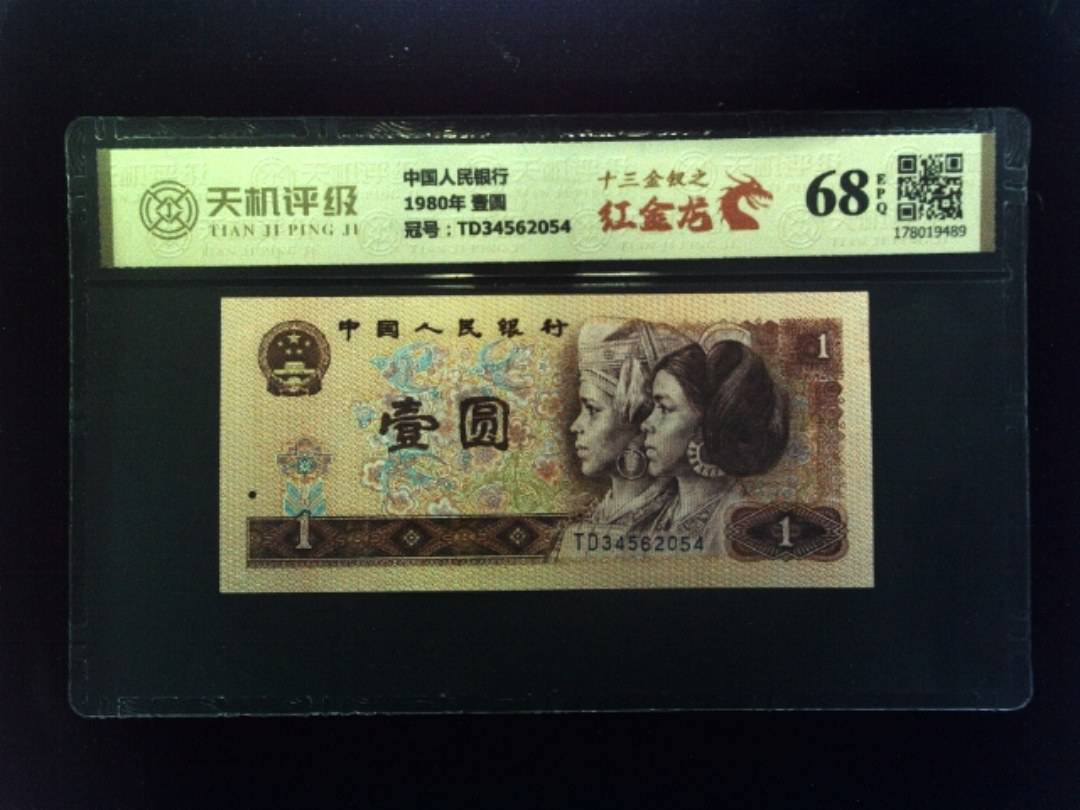 天机评级
TIAN JI PING JI
中国人民银行
1980年 壹圆
冠号：TD34562054
十三金钗之
红金龙
68
EPQ
178019489
中国人民银行
1
壹圆
1
TD34562054
1